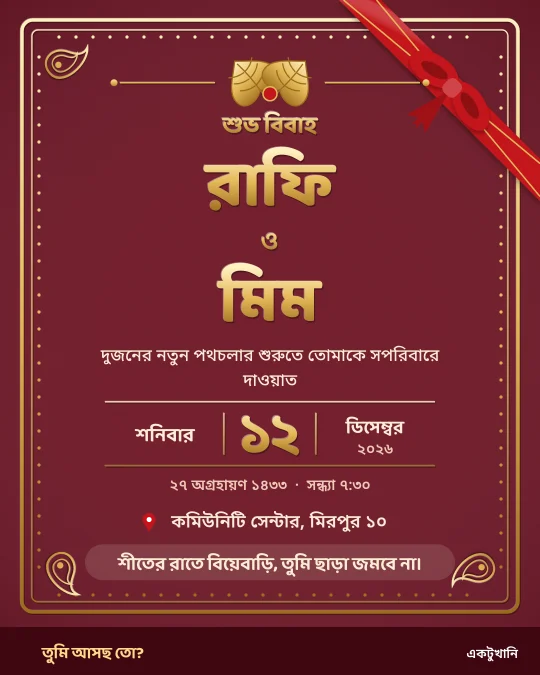 শুভ বিবাহ
রাফি
ও
মিম
দুজনের নতুন পথচলার শুরুতে তোমাকে সপরিবারে
দাওয়াত
শনিবার
১২
ডিসেম্বর
২০২৬
২৭ অগ্রহায়ণ ১৪৩৩ · সন্ধ্যা ৭:৩০
কমিউনিটি সেন্টার, মিরপুর ১০
শীতের রাতে বিয়েবাড়ি, তুমি ছাড়া জমবে না।
তুমি আসছ তো?
একটুখানি